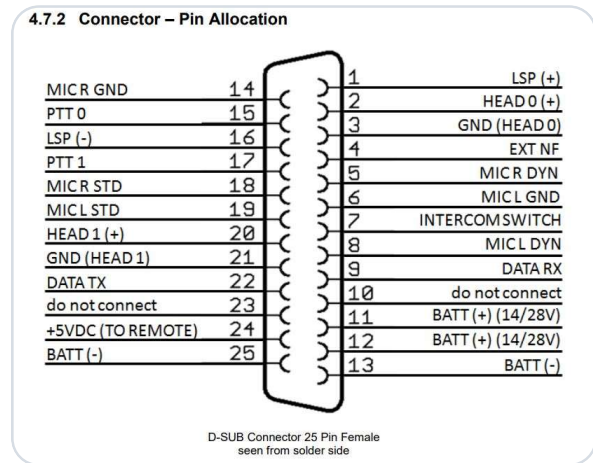 4.7.2 Connector – Pin Allocation
MIC R GND 14
PTT 0 15
LSP (-) 16
PTT 1 17
MIC R STD 18
MIC L STD 19
HEAD 1 (+) 20
GND (HEAD 1) 21
DATA TX 22
do not connect 23
+5VDC (TO REMOTE) 24
BATT (-) 25
1 LSP (+)
2 HEAD 0 (+)
3 GND (HEAD 0)
4 EXT NF
5 MIC R DYN
6 MIC L GND
7 INTERCOM SWITCH
8 MIC L DYN
9 DATA RX
10 do not connect
11 BATT (+) (14/28V)
12 BATT (+) (14/28V)
13 BATT (-)
D-SUB Connector 25 Pin Female
seen from solder side